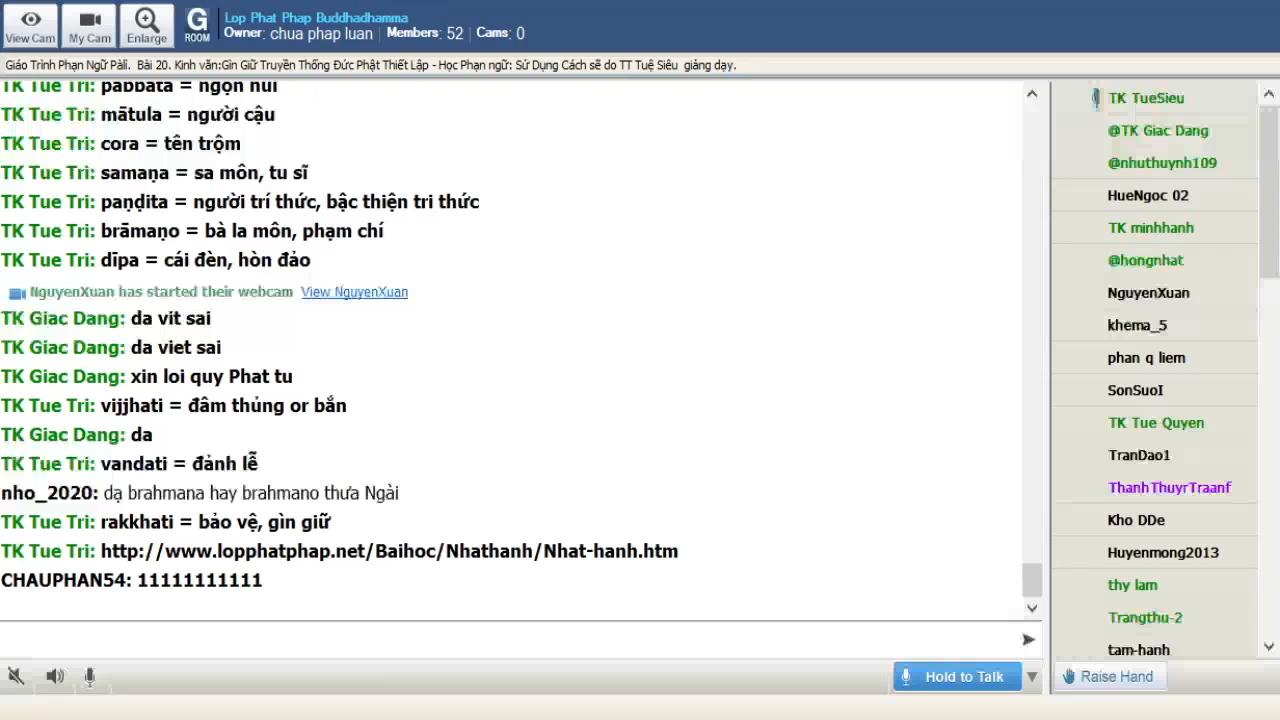 View Cam
My Cam
Enlarge
G
ROOM
Lop Phat Phap Buddhadhamma
Owner: chua phap luan Members: 52 Cams: 0
Giáo Trình Phạn Ngữ Pàli. Bài 20. Kinh văn:Gìn Giữ Truyền Thống Đức Phật Thiết Lập - Học Phạn ngữ: Sử Dụng Cách sẽ do TT Tuệ Siêu giảng dạy.
TK Tue Tri: pabbata = ngọn núi
TK Tue Tri: mātula = người cậu
TK Tue Tri: cora = tên trộm
TK Tue Tri: samaṇa = sa môn, tu sĩ
TK Tue Tri: paṇḍita = người trí thức, bậc thiện tri thức
TK Tue Tri: brāmaṇo = bà la môn, phạm chí
TK Tue Tri: dīpa = cái đèn, hòn đảo
NguyenXuan has started their webcam View NguyenXuan
TK Giac Dang: da vit sai
TK Giac Dang: da viet sai
TK Giac Dang: xin loi quy Phat tu
TK Tue Tri: vijjhati = đâm thủng or bắn
TK Giac Dang: da
TK Tue Tri: vandati = đảnh lễ
nho_2020: dạ brahmana hay brahmano thưa Ngài
TK Tue Tri: rakkhati = bảo vệ, gìn giữ
TK Tue Tri: http://www.lopphatphap.net/Baihoc/Nhathanh/Nhat-hanh.htm
CHAUPHAN54: 11111111111
TK TueSieu
@TK Giac Dang
@nhuthuynh109
HueNgoc 02
TK minhhanh
@hongnhat
NguyenXuan
khema_5
phan q liem
SonSuoI
TK Tue Quyen
TranDao1
ThanhThuyrTraanf
Kho DDe
Huyenmong2013
thy lam
Trangthu-2
tam-hanh
Hold to Talk
Raise Hand